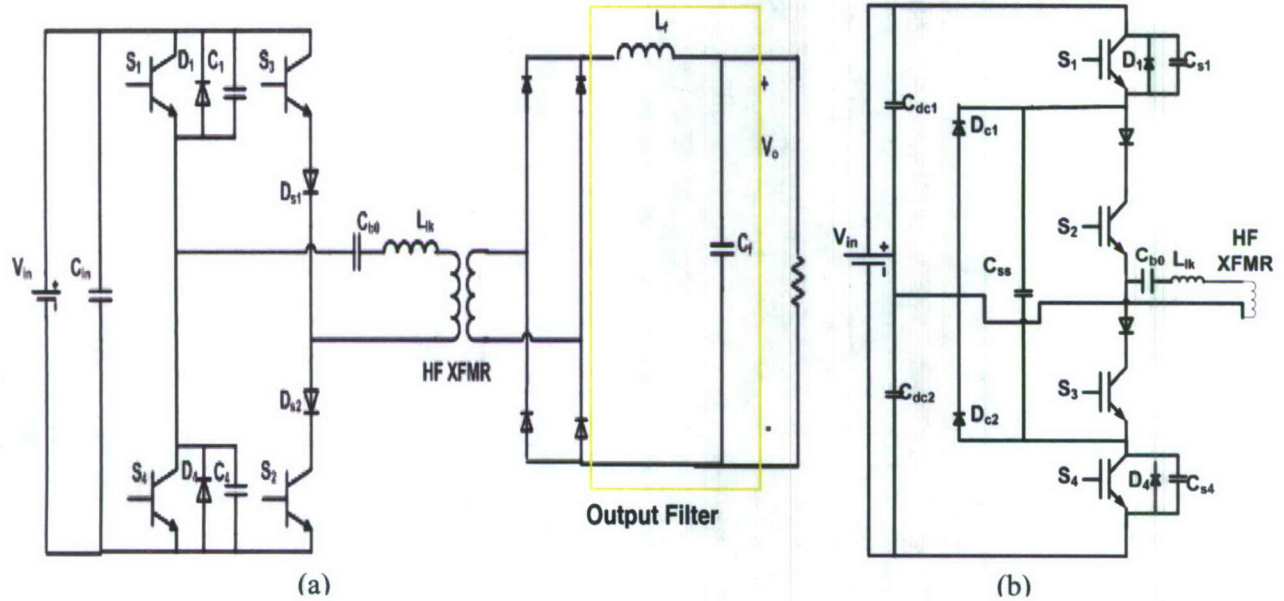 S1
D1
C1
S3
Ds1
Vin
+
Cin
Cb0
Llk
HF XFMR
Ds2
S4
D4
C4
S2
Lf
+
Vo
Cf
Output Filter
(a)
S1
D1
Cs1
Cdc1
Dc1
S2
Vin
+
Css
Cb0 Llk
HF
XFMR
Cdc2
Dc2
S3
S4
D4
Cs4
(b)